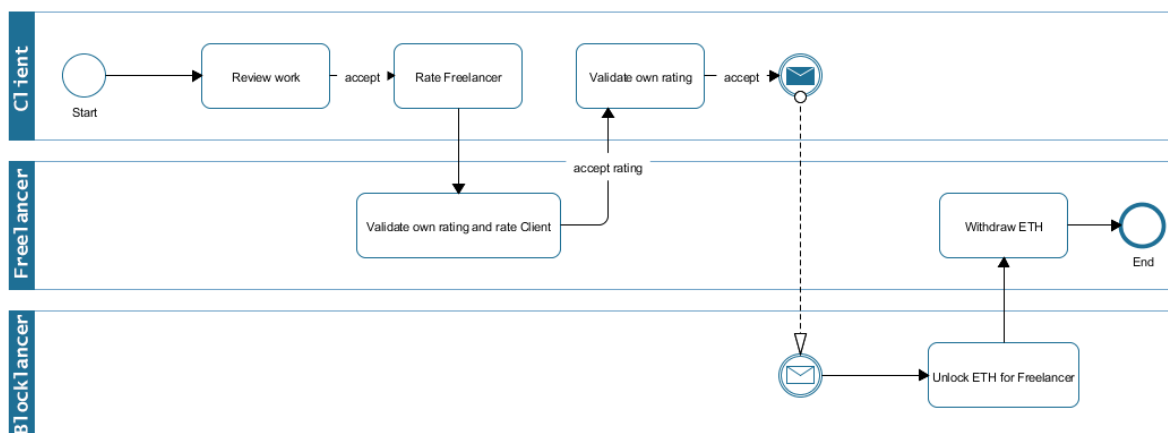 Client
Start
Review work
accept
Rate Freelancer
Validate own rating
accept
Freelancer
accept rating
Validate own rating and rate Client
Withdraw ETH
End
Blocklancer
Unlock ETH for Freelancer